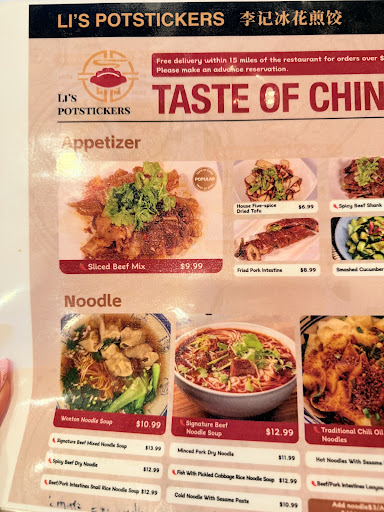 LI'S POTSTICKERS 李记冰花煎饺
Free delivery within 15 miles of the restaurant for orders over $
Please make an advance reservation.
LI'S
POTSTICKERS
TASTE OF CHIN
Appetizer
POPULAR
Sliced Beef Mix $9.99
House Five-spice
Dried Tofu $6.99
Spicy Beef Shank
Fried Pork Intestine $8.99
Smashed Cucumber
Noodle
Wonton Noodle Soup $10.99
Signature Beef
Noodle Soup $12.99
Traditional Chili Oil
Noodles
Signature Beef Mixed Noodle Soup $13.99
Spicy Beef Dry Noodle $12.99
Beef/Pork Intestines Snail Rice Noodle Soup $12.99
Minced Pork Dry Noodle $11.99
Fish With Pickled Cabbage Rice Noodle Soup $12.99
Cold Noodle With Sesame Paste $10.99
Hot Noodles With Sesame
Beef/Pork Intestines
Add noodle$3/A